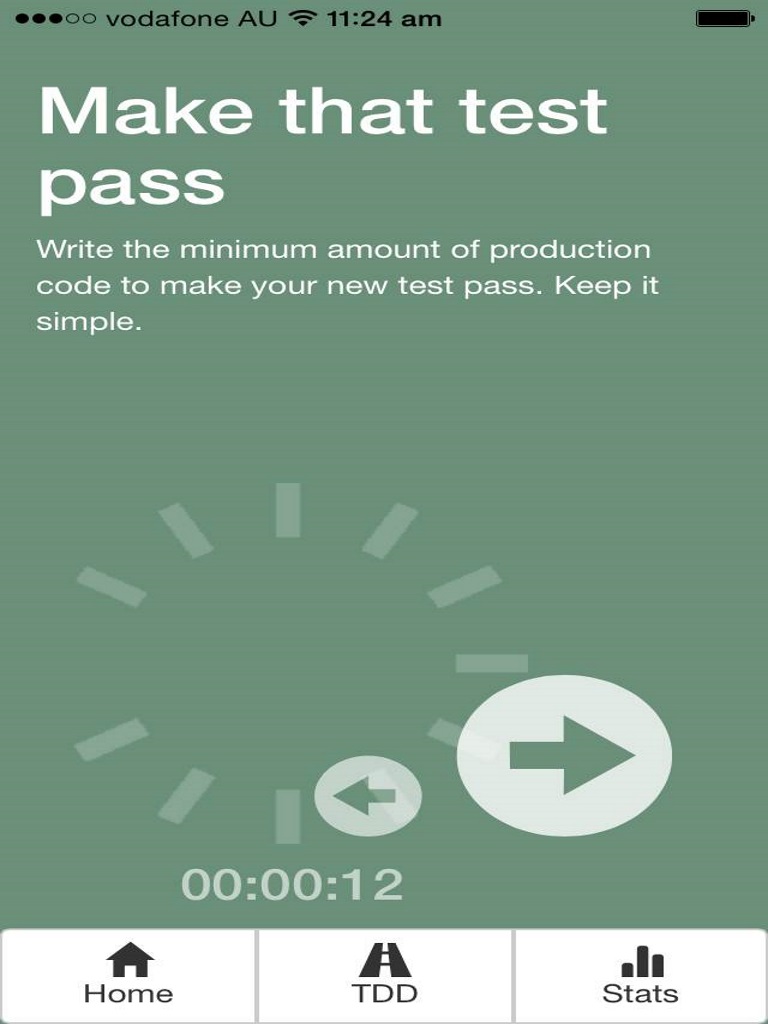 vodafone AU 11:24 am
Make that test
pass
Write the minimum amount of production
code to make your new test pass. Keep it
simple.
00:00:12
Home TDD Stats